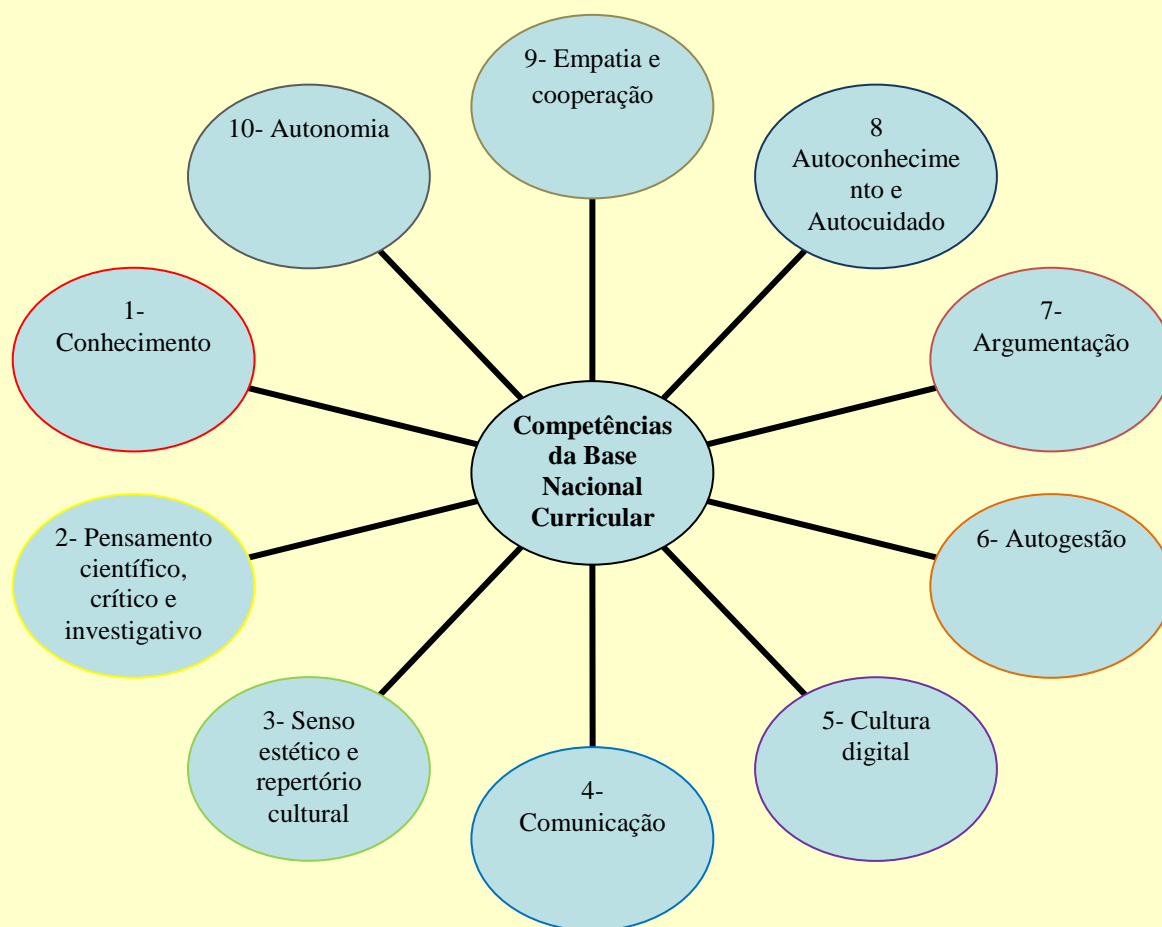 9- Empatia e
cooperação
10- Autonomia
8
Autoconhecime
nto e
Autocuidado
1-
Conhecimento
7-
Argumentação
Competências
da Base
Nacional
Curricular
2- Pensamento
científico,
crítico e
investigativo
6- Autogestão
3- Senso
estético e
repertório
cultural
5- Cultura
digital
4-
Comunicação